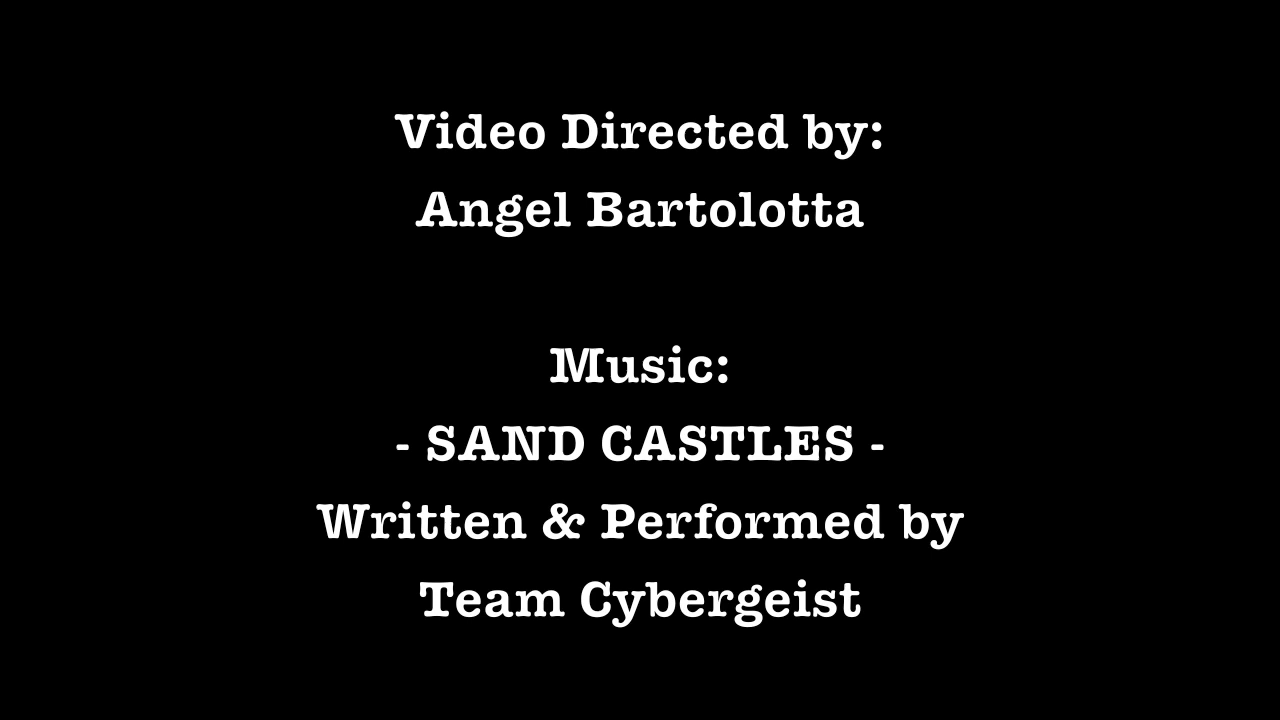 Video Directed by:
Angel Bartolotta
Music:
- SAND CASTLES -
Written & Performed by
Team Cybergeist